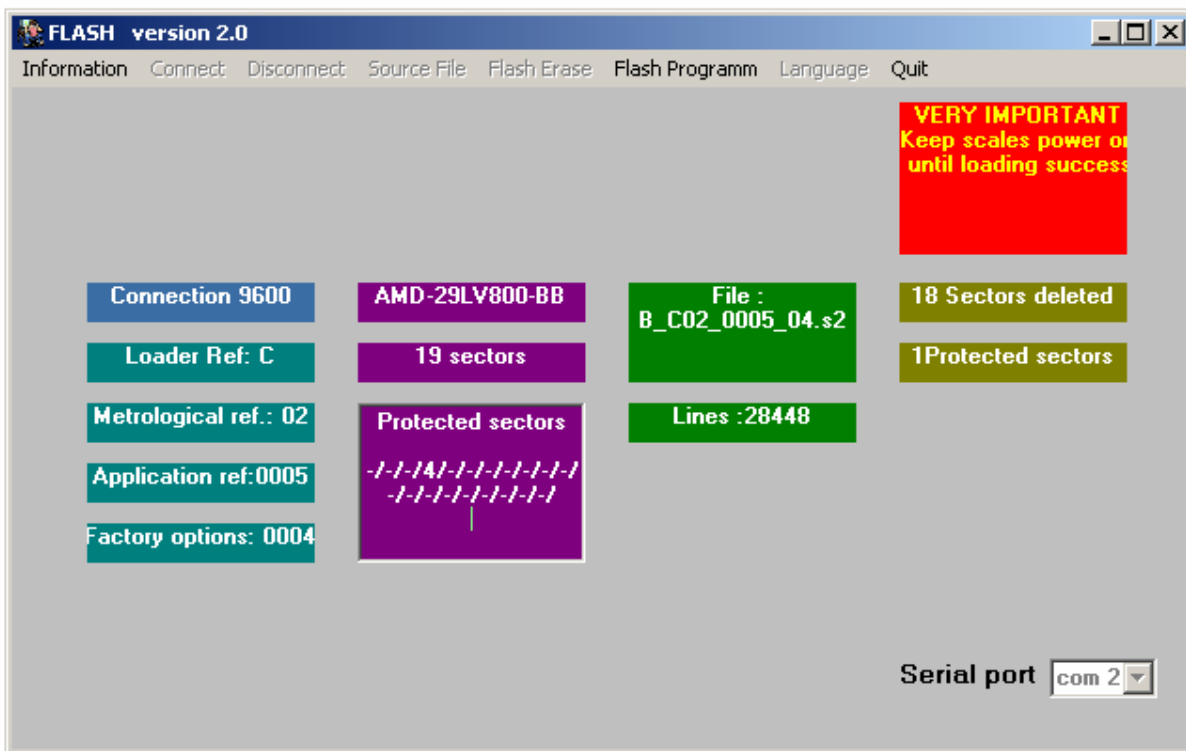 FLASH version 2.0
Information Connect Disconnect Source File Flash Erase Flash Programm Language Quit
VERY IMPORTANT
Keep scales power on
until loading success
Connection 9600
AMD-29LV800-BB
File :
B_C02_0005_04.s2
18 Sectors deleted
Loader Ref: C
19 sectors
1Protected sectors
Metrological ref.: 02
Protected sectors
Lines :28448
-/-/-/4/-/-/-/-/-/-/-/
-/-/-/-/-/-/-/-/
Application ref:0005
Factory options: 0004
Serial port com 2